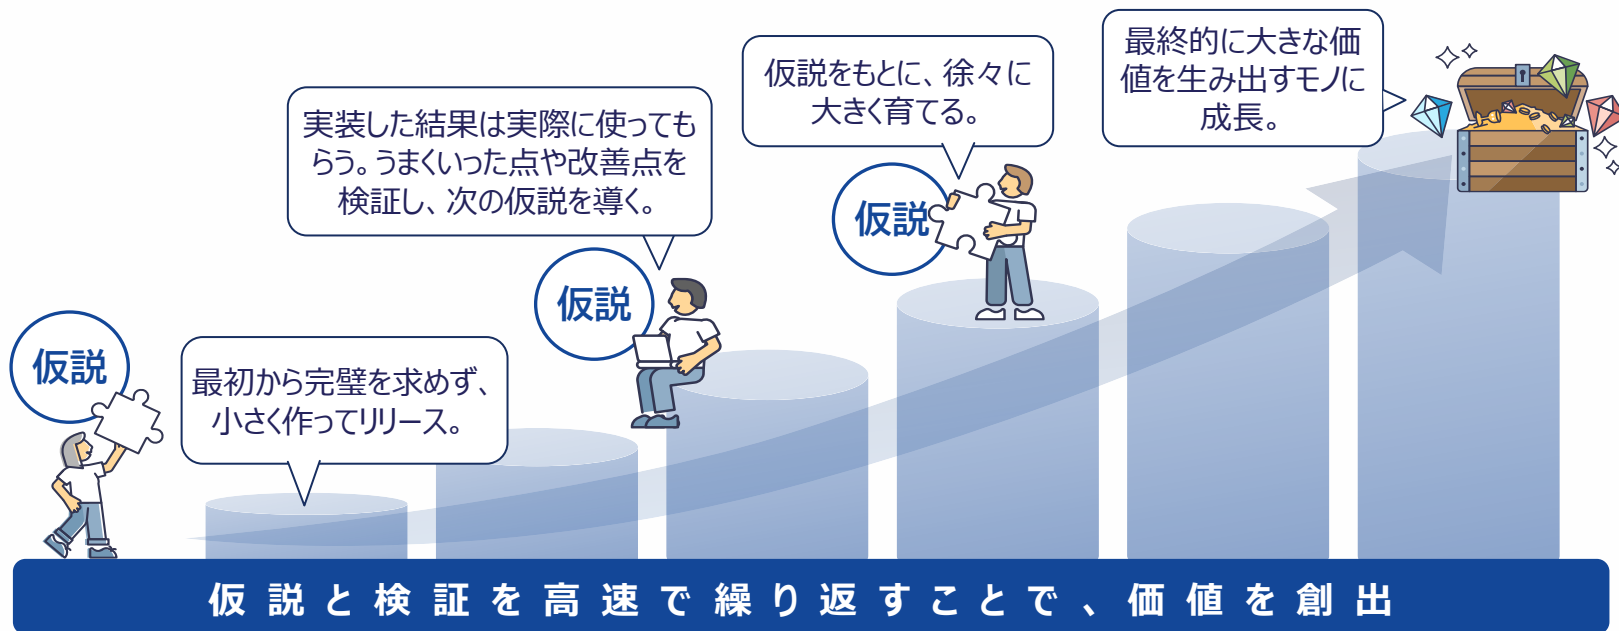 仮説
最初から完璧を求めず、
小さく作ってリリース。
仮説
実装した結果は実際に使っても
らう。うまくいった点や改善点を
検証し、次の仮説を導く。
仮説
仮説をもとに、徐々に
大きく育てる。
最終的に大きな価
値を生み出すモノに
成長。
仮説と検証を高速で繰り返すことで、価値を創出